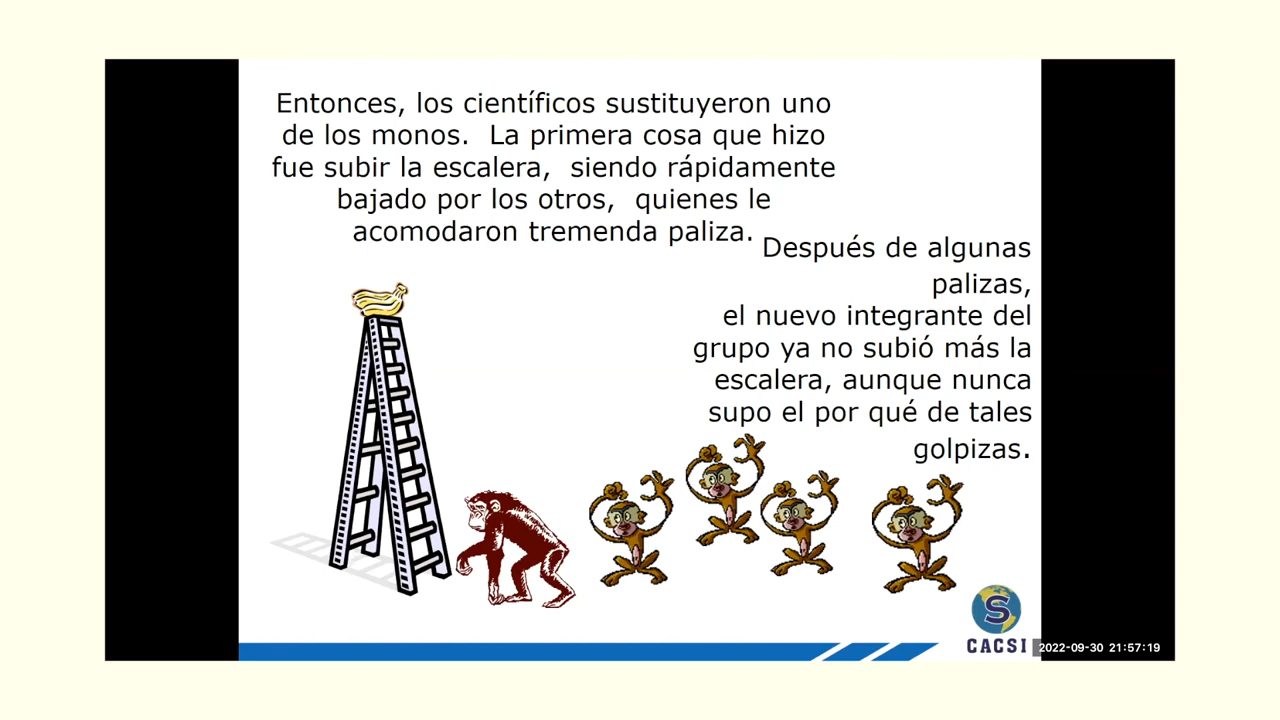 Entonces, los científicos sustituyeron uno
de los monos. La primera cosa que hizo
fue subir la escalera, siendo rápidamente
bajado por los otros, quienes le
acomodaron tremenda paliza.
Después de algunas
palizas,
el nuevo integrante del
grupo ya no subió más la
escalera, aunque nunca
supo el por qué de tales
golpizas.
S
CACSI
2022-09-30 21:57:19